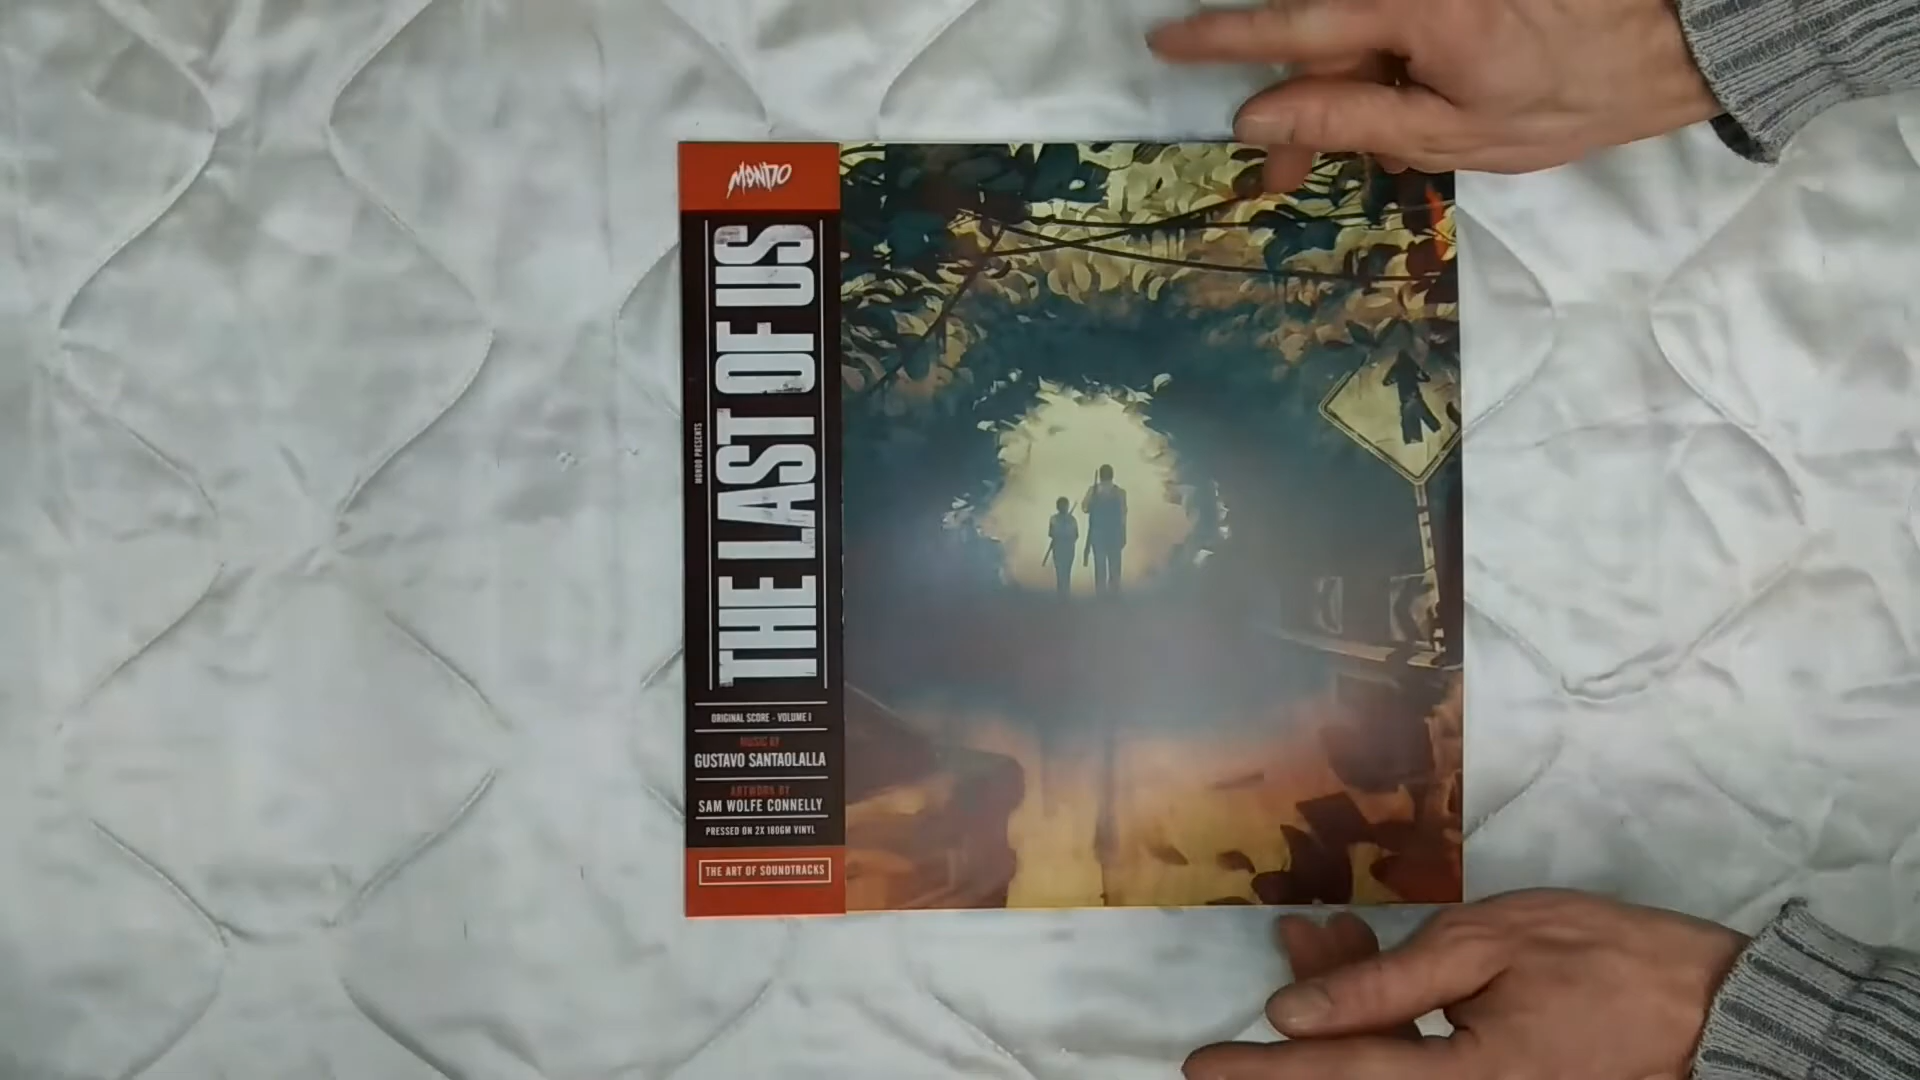 MONDO
MONDO PRESENTS
THE LAST OF US
ORIGINAL SCORE - VOLUME I
MUSIC BY
GUSTAVO SANTAOLALLA
ARTWORK BY
SAM WOLFE CONNELLY
PRESSED ON 2X 180GM VINYL
THE ART OF SOUNDTRACKS